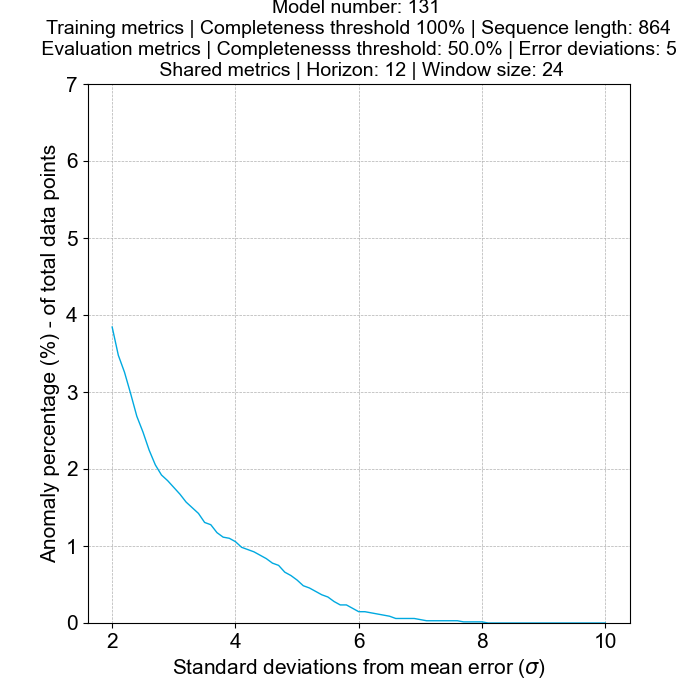 Model number: 131
Training metrics | Completeness threshold 100% | Sequence length: 864
Evaluation metrics | Completenesss threshold: 50.0% | Error deviations: 5
Shared metrics | Horizon: 12 | Window size: 24
Anomaly percentage (%) - of total data points
7
6
5
4
3
2
1
0
2 4 6 8 10
Standard deviations from mean error (σ)